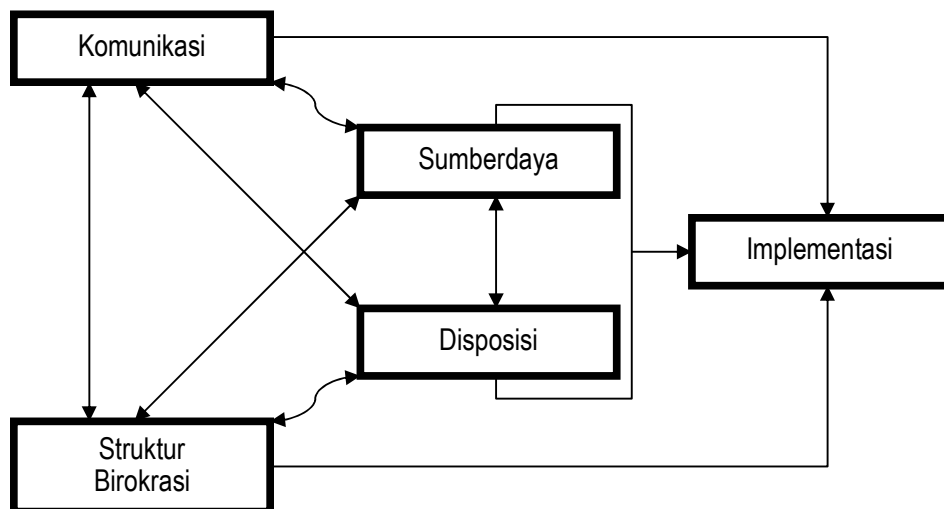 Komunikasi
Sumberdaya
Implementasi
Disposisi
Struktur
Birokrasi